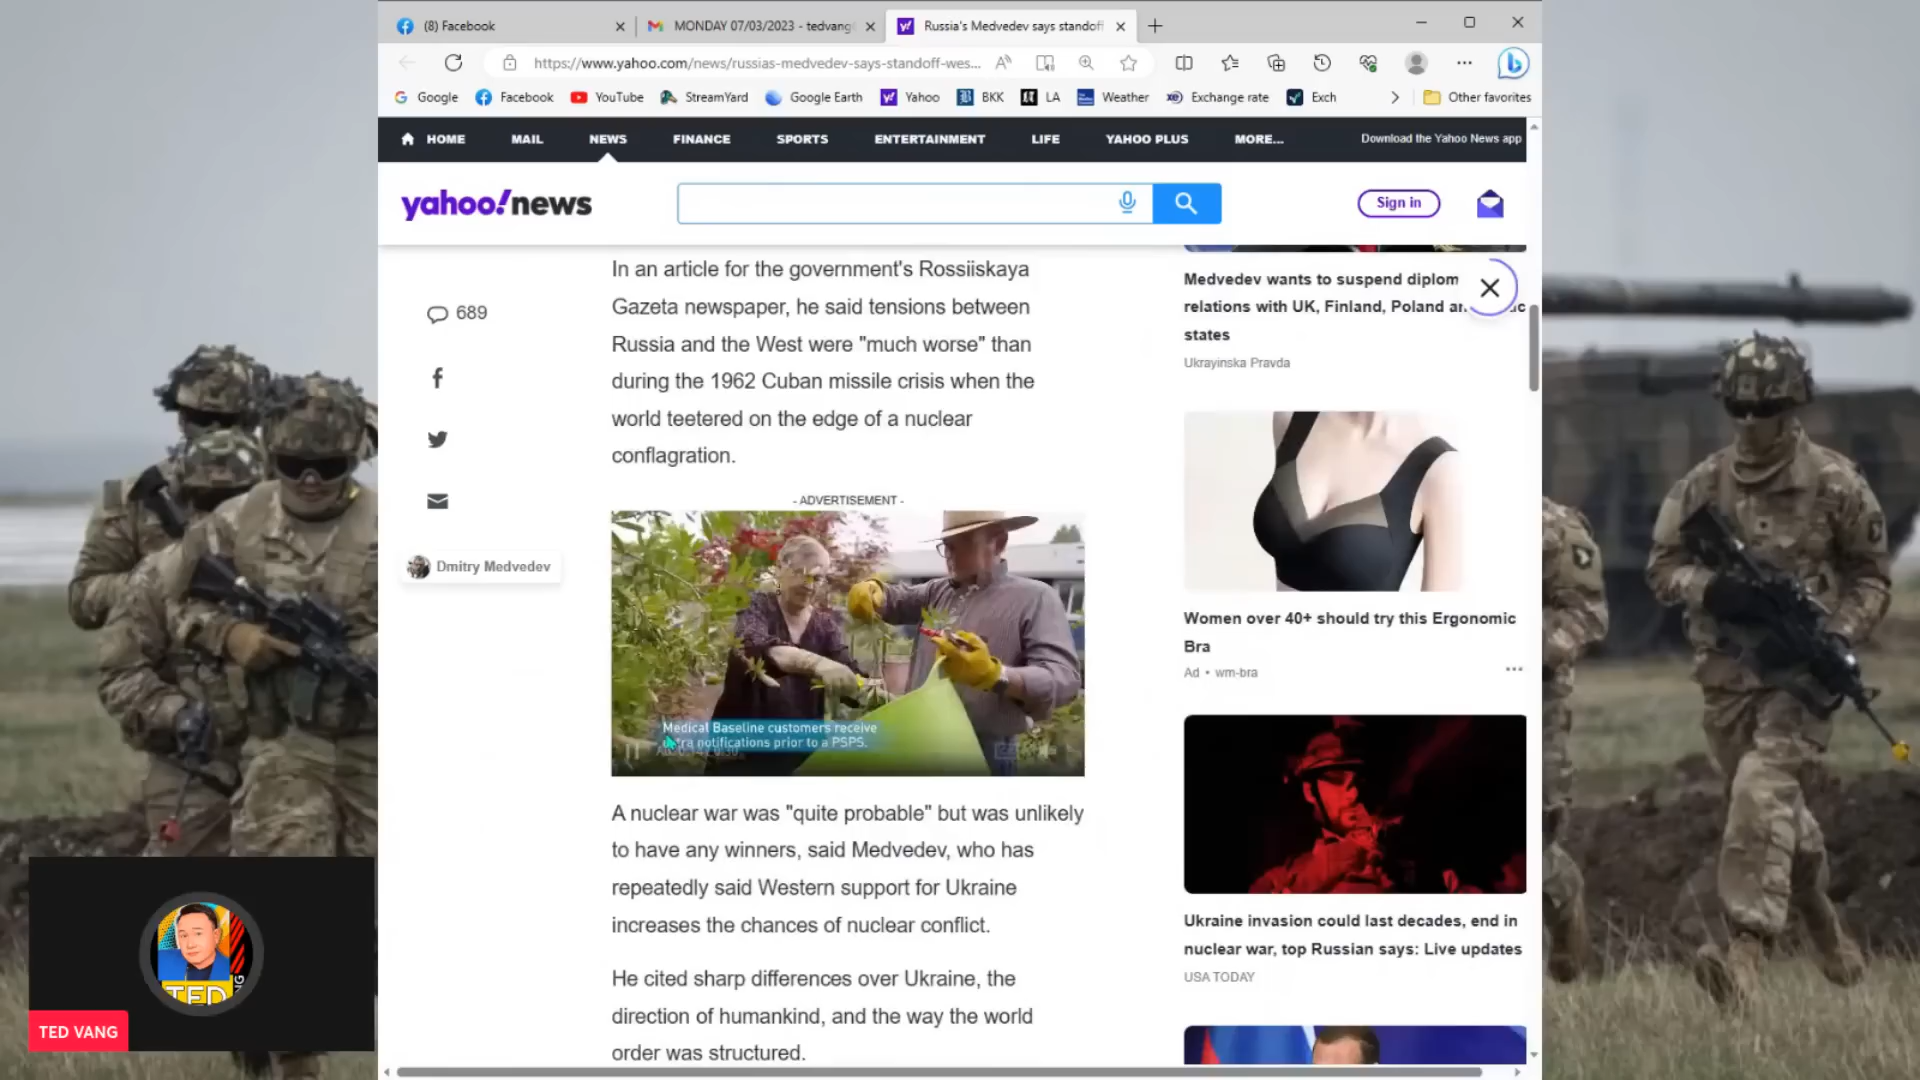 (8) Facebook
MONDAY 07/03/2023 - tedvang
Russia's Medvedev says standoff
https://www.yahoo.com/news/russias-medvedev-says-standoff-wes...
Google
Facebook
YouTube
StreamYard
Google Earth
Yahoo
BKK
LA
Weather
Exchange rate
Exch
Other favorites
HOME
MAIL
NEWS
FINANCE
SPORTS
ENTERTAINMENT
LIFE
YAHOO PLUS
MORE...
Download the Yahoo News app
yahoo!news
Sign in
689
Dmitry Medvedev
In an article for the government's Rossiiskaya
Gazeta newspaper, he said tensions between
Russia and the West were "much worse" than
during the 1962 Cuban missile crisis when the
world teetered on the edge of a nuclear
conflagration.
- ADVERTISEMENT -
Medical Baseline customers receive
notifications prior to a PSPS.
A nuclear war was "quite probable" but was unlikely
to have any winners, said Medvedev, who has
repeatedly said Western support for Ukraine
increases the chances of nuclear conflict.
He cited sharp differences over Ukraine, the
direction of humankind, and the way the world
order was structured.
Medvedev wants to suspend diplom
relations with UK, Finland, Poland
states
Ukrayinska Pravda
Women over 40+ should try this Ergonomic
Bra
Ad • wm-bra
Ukraine invasion could last decades, end in
nuclear war, top Russian says: Live updates
USA TODAY
TED
TED VANG